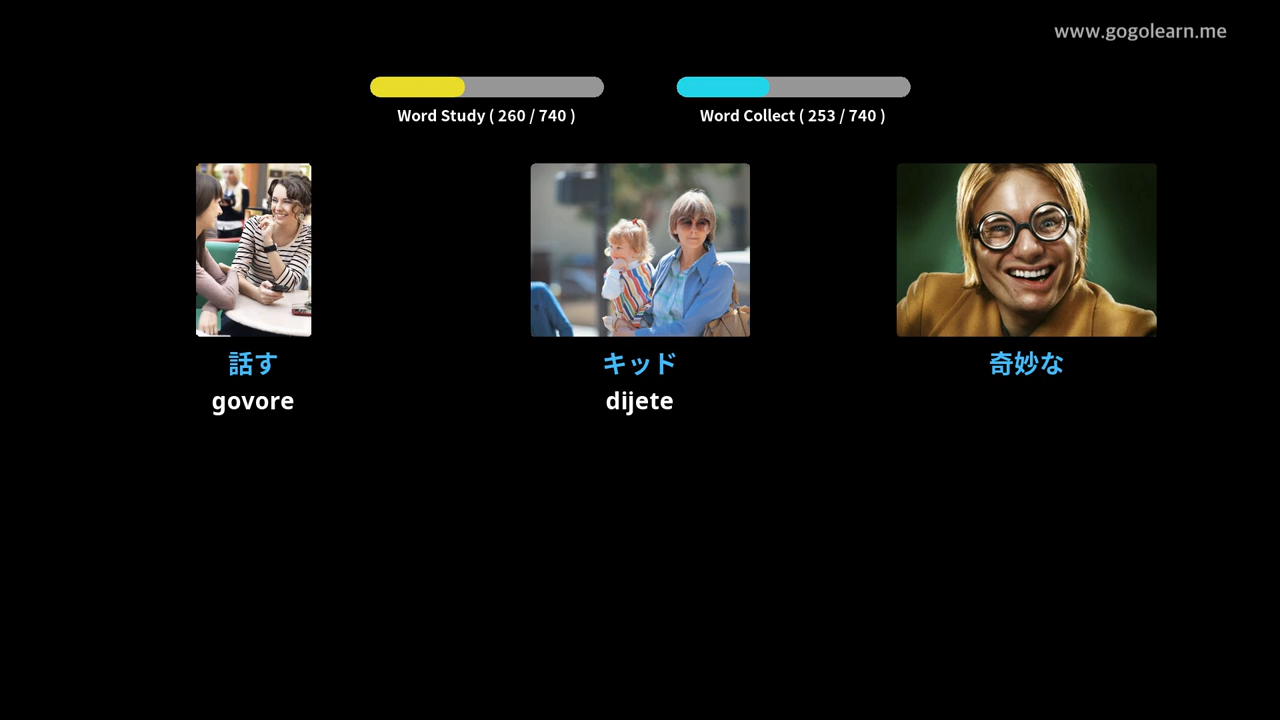 www.gogolearn.me
Word Study ( 260 / 740 )
Word Collect ( 253 / 740 )
話す
キッド
奇妙な
govore
dijete